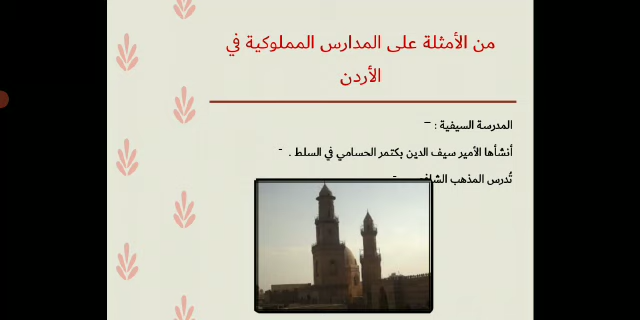 من الأمثلة على المدارس المملوكية في
الأردن
المدرسة السيفية : –
أنشأها الأمير سيف الدين بكتمر الحسامي في السلط . -
تُدرس المذهب -